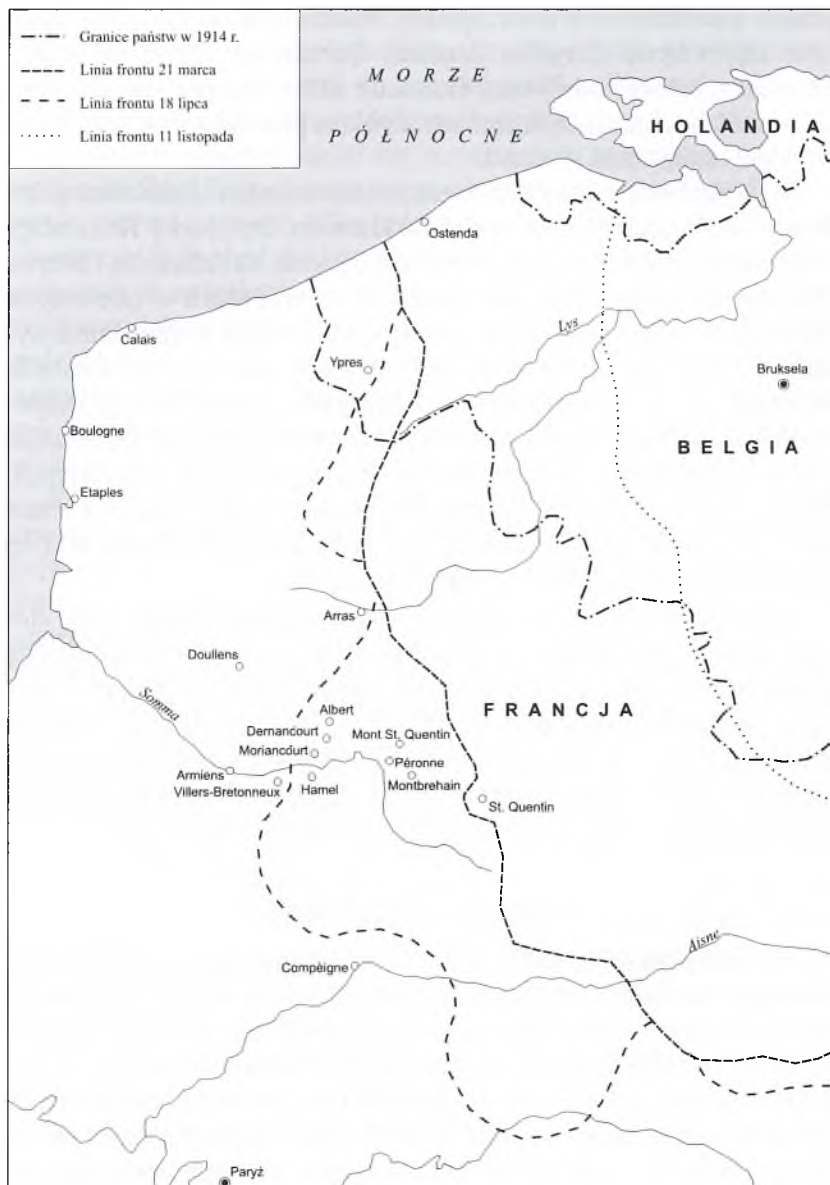 Granice państw w 1914 r.
Linia frontu 21 marca
Linia frontu 18 lipca
Linia frontu 11 listopada
MORZE
PÓŁNOCNE
HOLANDIA
Ostenda
Calais
Lys
Ypres
Bruksela
Boulogne
BELGIA
Etaples
Arras
Doullens
Somma
FRANCJA
Albert
Dernancourt
Mont St. Quentin
Moriancourt
Péronne
Armiens
Villers-Bretonneux
Hamel
Montbrehain
St. Quentin
Aisne
Compèigne
Paryż